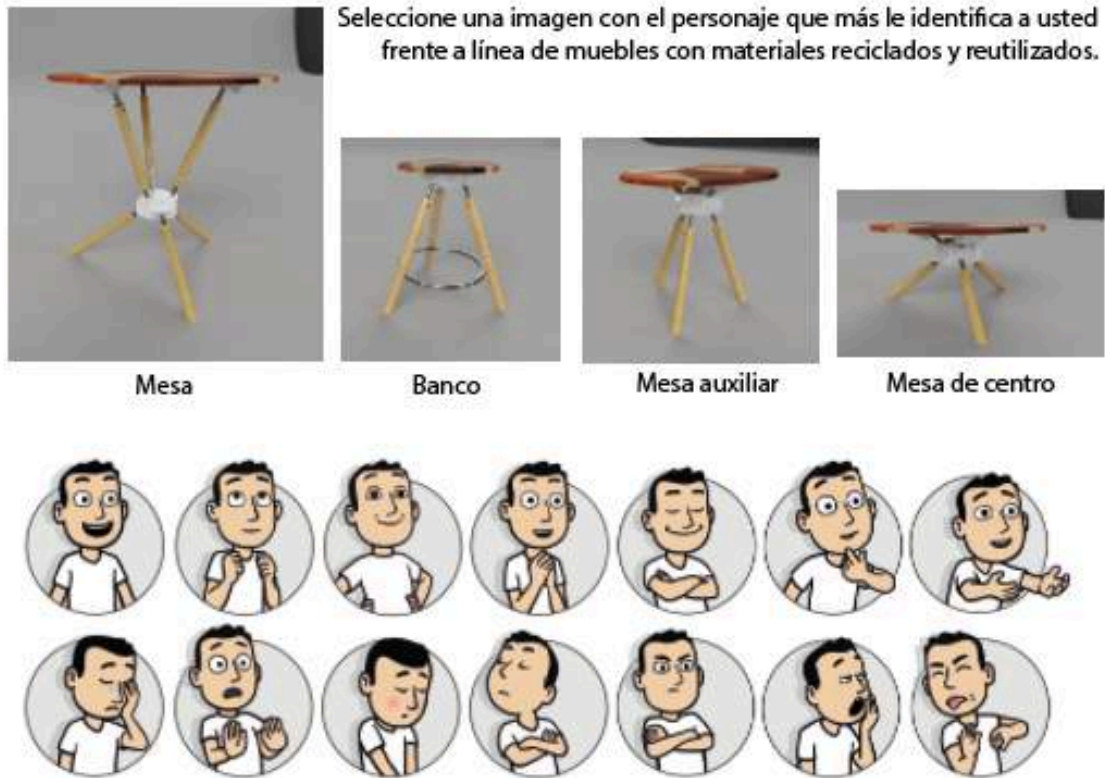 Seleccione una imagen con el personaje que más le identifica a usted
frente a línea de muebles con materiales reciclados y reutilizados.
Mesa
Banco
Mesa auxiliar
Mesa de centro